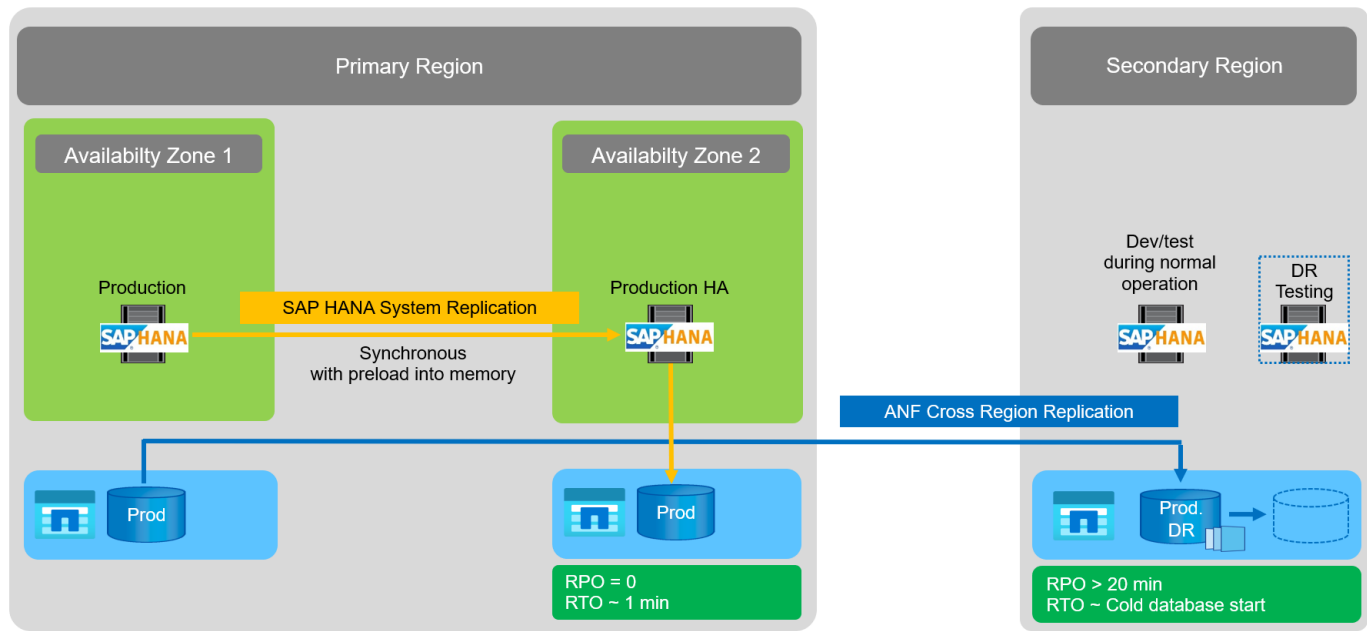 Primary Region
Secondary Region
Availabilty Zone 1
Availabilty Zone 2
Production
SAP HANA
SAP HANA System Replication
Synchronous
with preload into memory
Production HA
SAP HANA
Dev/test
during normal
operation
SAP HANA
DR
Testing
SAP HANA
ANF Cross Region Replication
Prod
Prod
Prod.
DR
RPO = 0
RTO ~ 1 min
RPO > 20 min
RTO ~ Cold database start